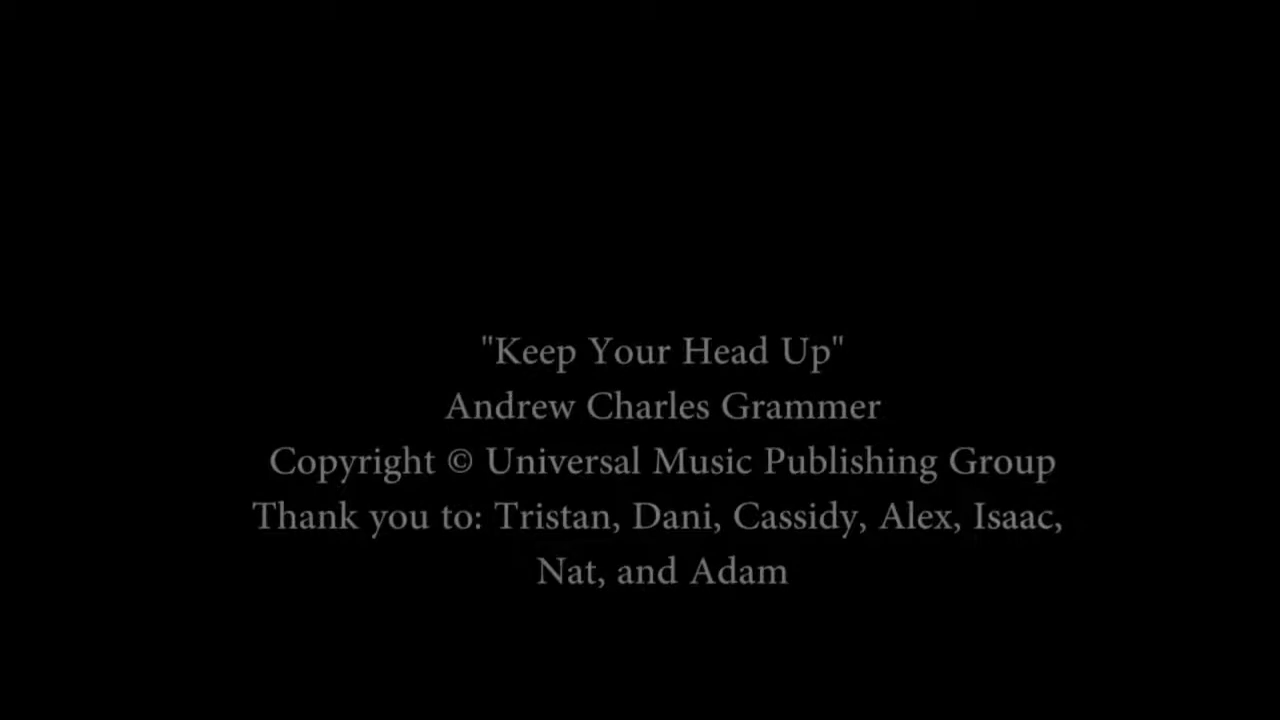 "Keep Your Head Up"
Andrew Charles Grammer
Copyright © Universal Music Publishing Group
Thank you to: Tristan, Dani, Cassidy, Alex, Isaac,
Nat, and Adam